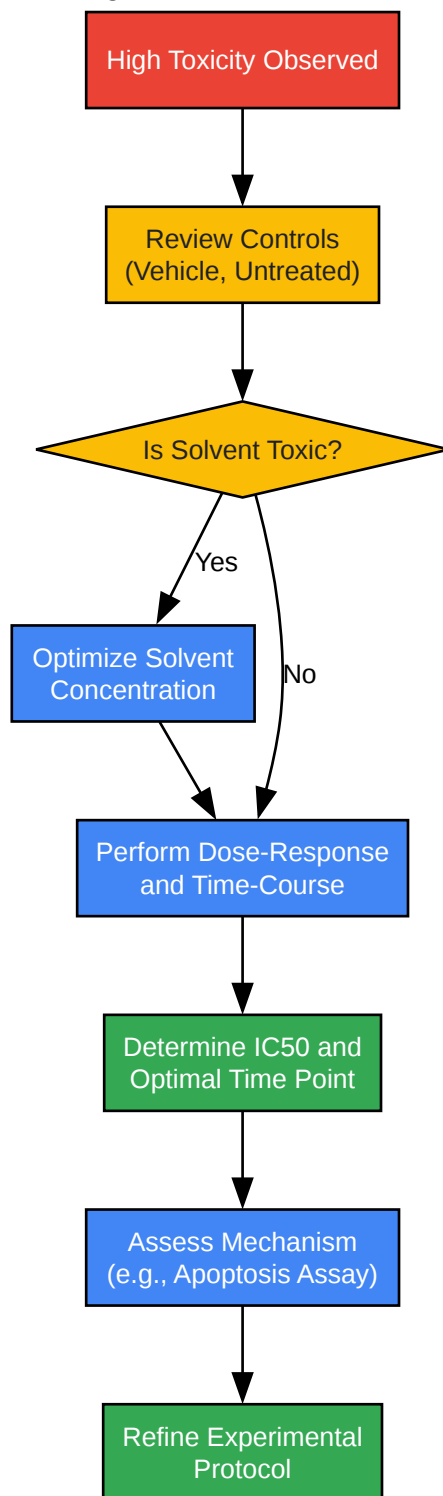 High Toxicity Observed
Review Controls
(Vehicle, Untreated)
Is Solvent Toxic?
Yes
Optimize Solvent
Concentration
No
Perform Dose-Response
and Time-Course
Determine IC50 and
Optimal Time Point
Assess Mechanism
(e.g., Apoptosis Assay)
Refine Experimental
Protocol